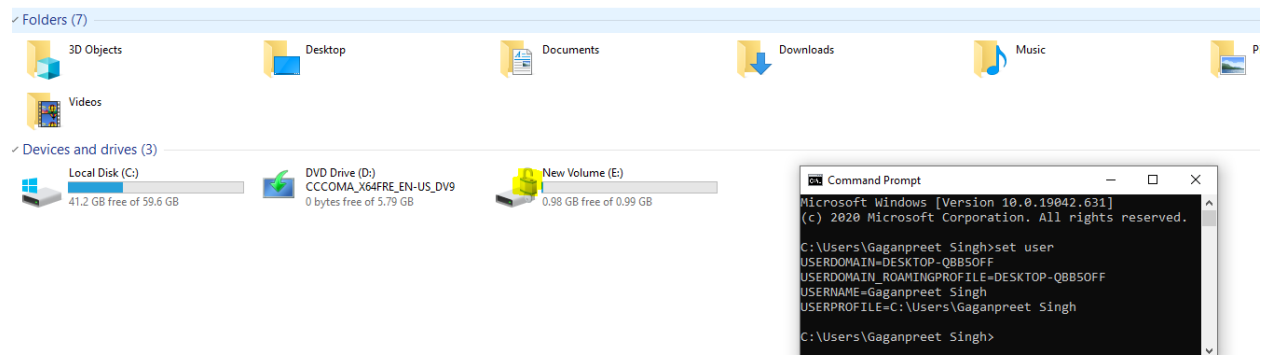 Folders (7)
3D Objects
Desktop
Documents
Downloads
Music
P
Videos
Devices and drives (3)
Local Disk (C:)
41.2 GB free of 59.6 GB
DVD Drive (D:)
CCCOMA_X64FRE_EN-US_DV9
0 bytes free of 5.79 GB
New Volume (E:)
0.98 GB free of 0.99 GB
Command Prompt
Microsoft Windows [Version 10.0.19042.631]
(c) 2020 Microsoft Corporation. All rights reserved.
C:\Users\Gaganpreet Singh>set user
USERDOMAIN=DESKTOP-QBB5OFF
USERDOMAIN_ROAMINGPROFILE=DESKTOP-QBB5OFF
USERNAME=Gaganpreet Singh
USERPROFILE=C:\Users\Gaganpreet Singh
C:\Users\Gaganpreet Singh>